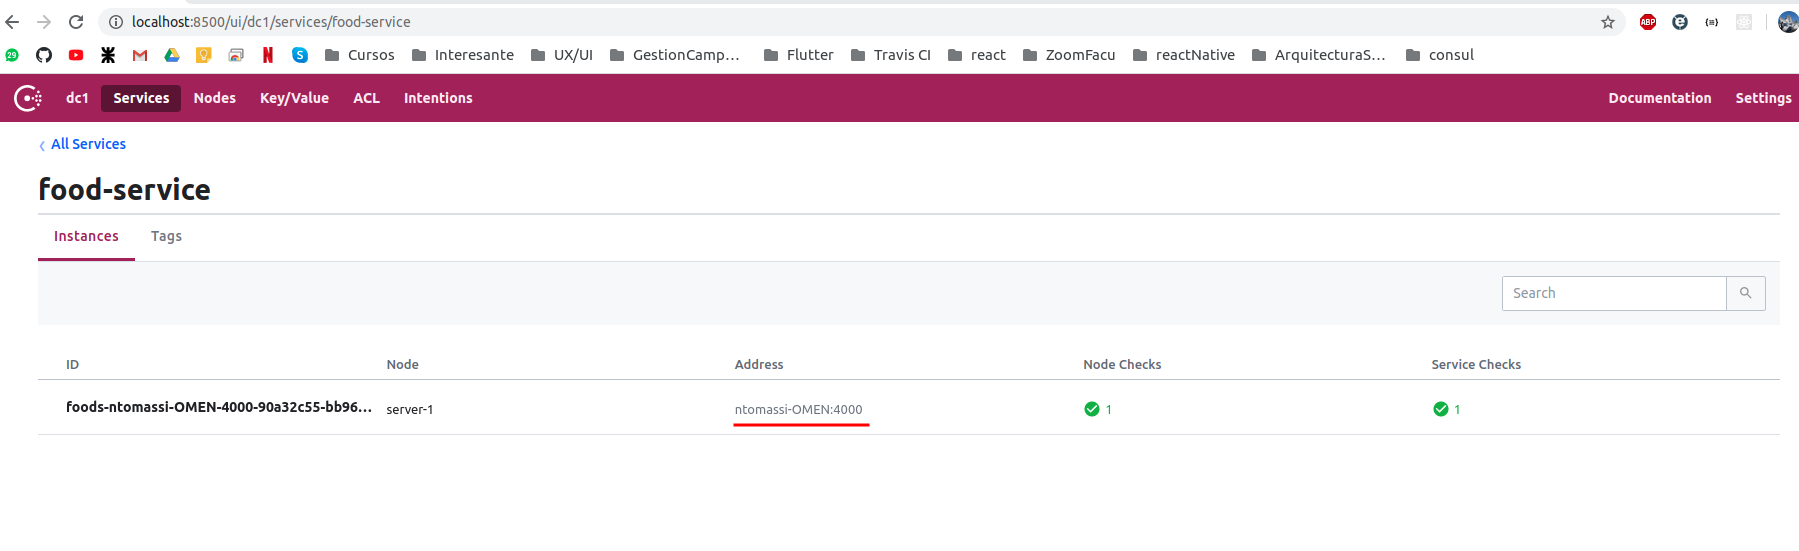 localhost:8500/ui/dc1/services/food-service
ABP
29 Cursos Interesante UX/UI GestionCamp... Flutter Travis CI react ZoomFacu reactNative ArquitecturaS... consul
dc1 Services Nodes Key/Value ACL Intentions Documentation Settings
All Services
food-service
Instances Tags
Search
ID Node Address Node Checks Service Checks
foods-ntomassi-OMEN-4000-90a32c55-bb96... server-1 ntomassi-OMEN:4000 1 1